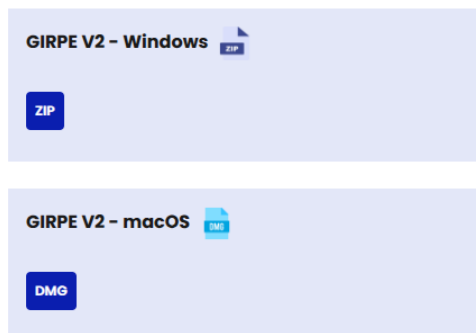 GIRPE V2 - Windows ZIP
ZIP
GIRPE V2 - macOS DMG
DMG